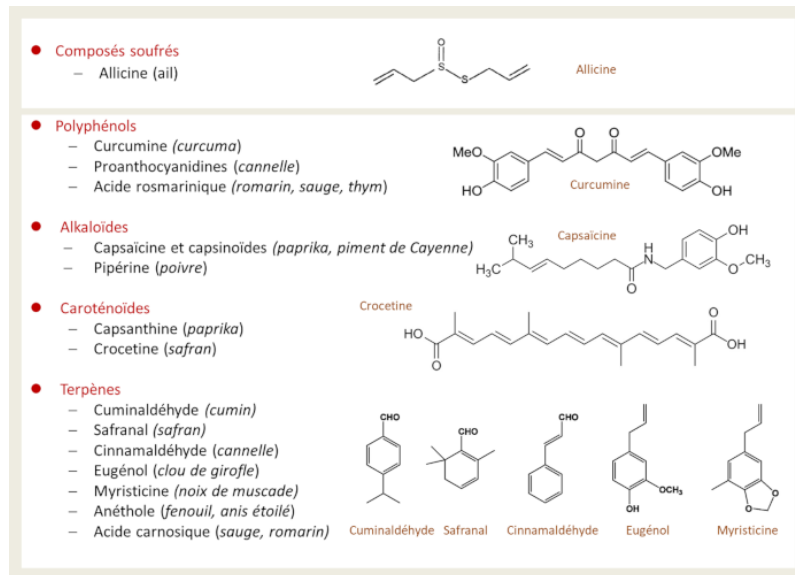 ● Composés soufrés
– Allicine (ail)
O
S
S
Allicine
● Polyphénols
– Curcumine (curcuma)
– Proanthocyanidines (cannelle)
– Acide rosmarinique (romarin, sauge, thym)
O O
MeO OMe
HO OH
Curcumine
● Alkaloïdes
– Capsaïcine et capsinoïdes (paprika, piment de Cayenne)
– Pipérine (poivre)
Capsaïcine
CH3 OH
H3C H
N
O O CH3
● Caroténoïdes
– Capsanthine (paprika)
– Crocetine (safran)
Crocetine
O
HO
O OH
● Terpènes
– Cuminaldéhyde (cumin)
– Safranal (safran)
– Cinnamaldéhyde (cannelle)
– Eugénol (clou de girofle)
– Myristicine (noix de muscade)
– Anéthole (fenouil, anis étoilé)
– Acide carnosique (sauge, romarin)
CHO CHO CHO
OCH3
OH
O O
Cuminaldéhyde Safranal Cinnamaldéhyde Eugénol Myristicine